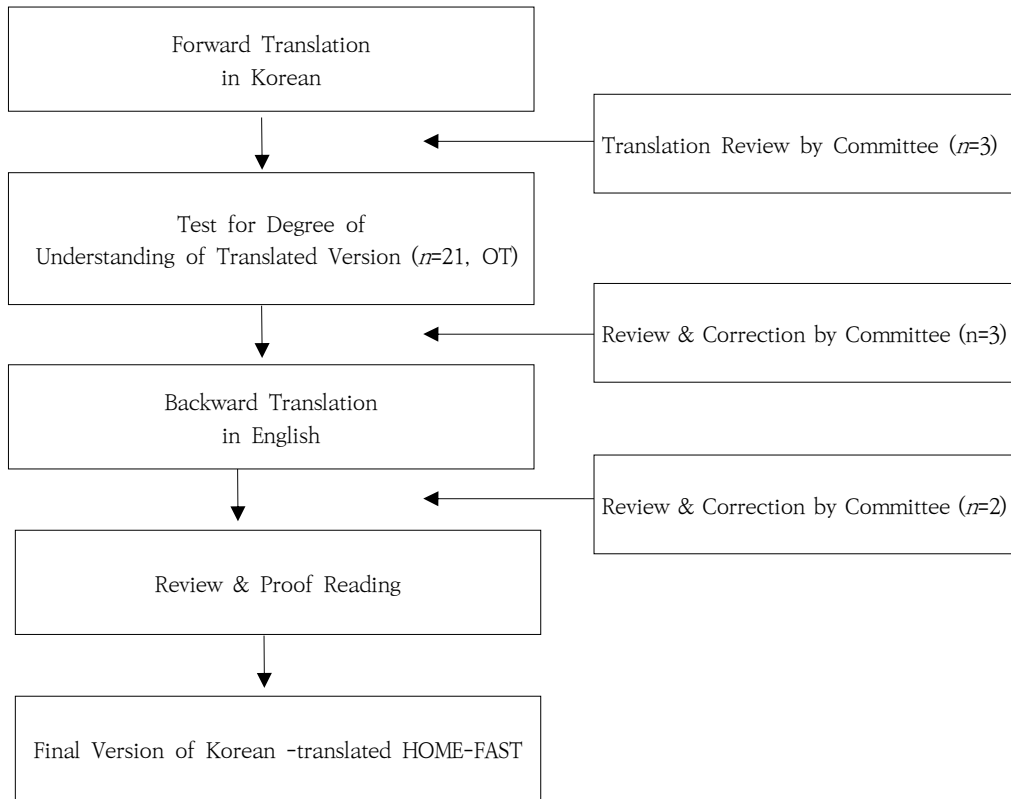 Forward Translation
in Korean
Translation Review by Committee (n=3)
Test for Degree of
Understanding of Translated Version (n=21, OT)
Review & Correction by Committee (n=3)
Backward Translation
in English
Review & Correction by Committee (n=2)
Review & Proof Reading
Final Version of Korean -translated HOME-FAST